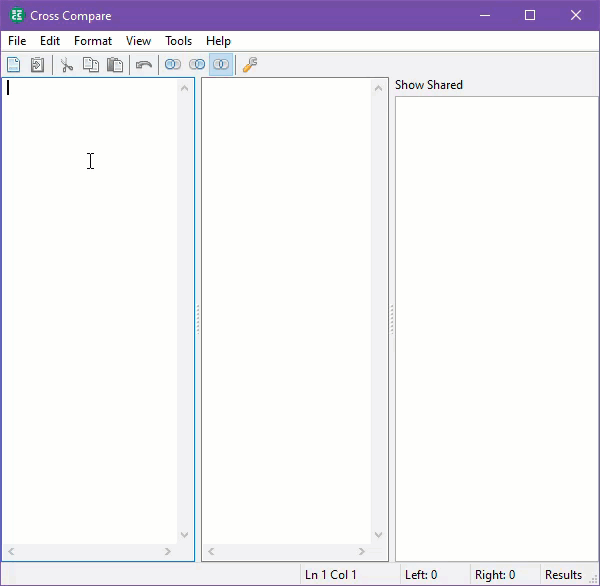 Cross Compare
File Edit Format View Tools Help
Show Shared
Ln 1 Col 1 Left: 0 Right: 0 Results